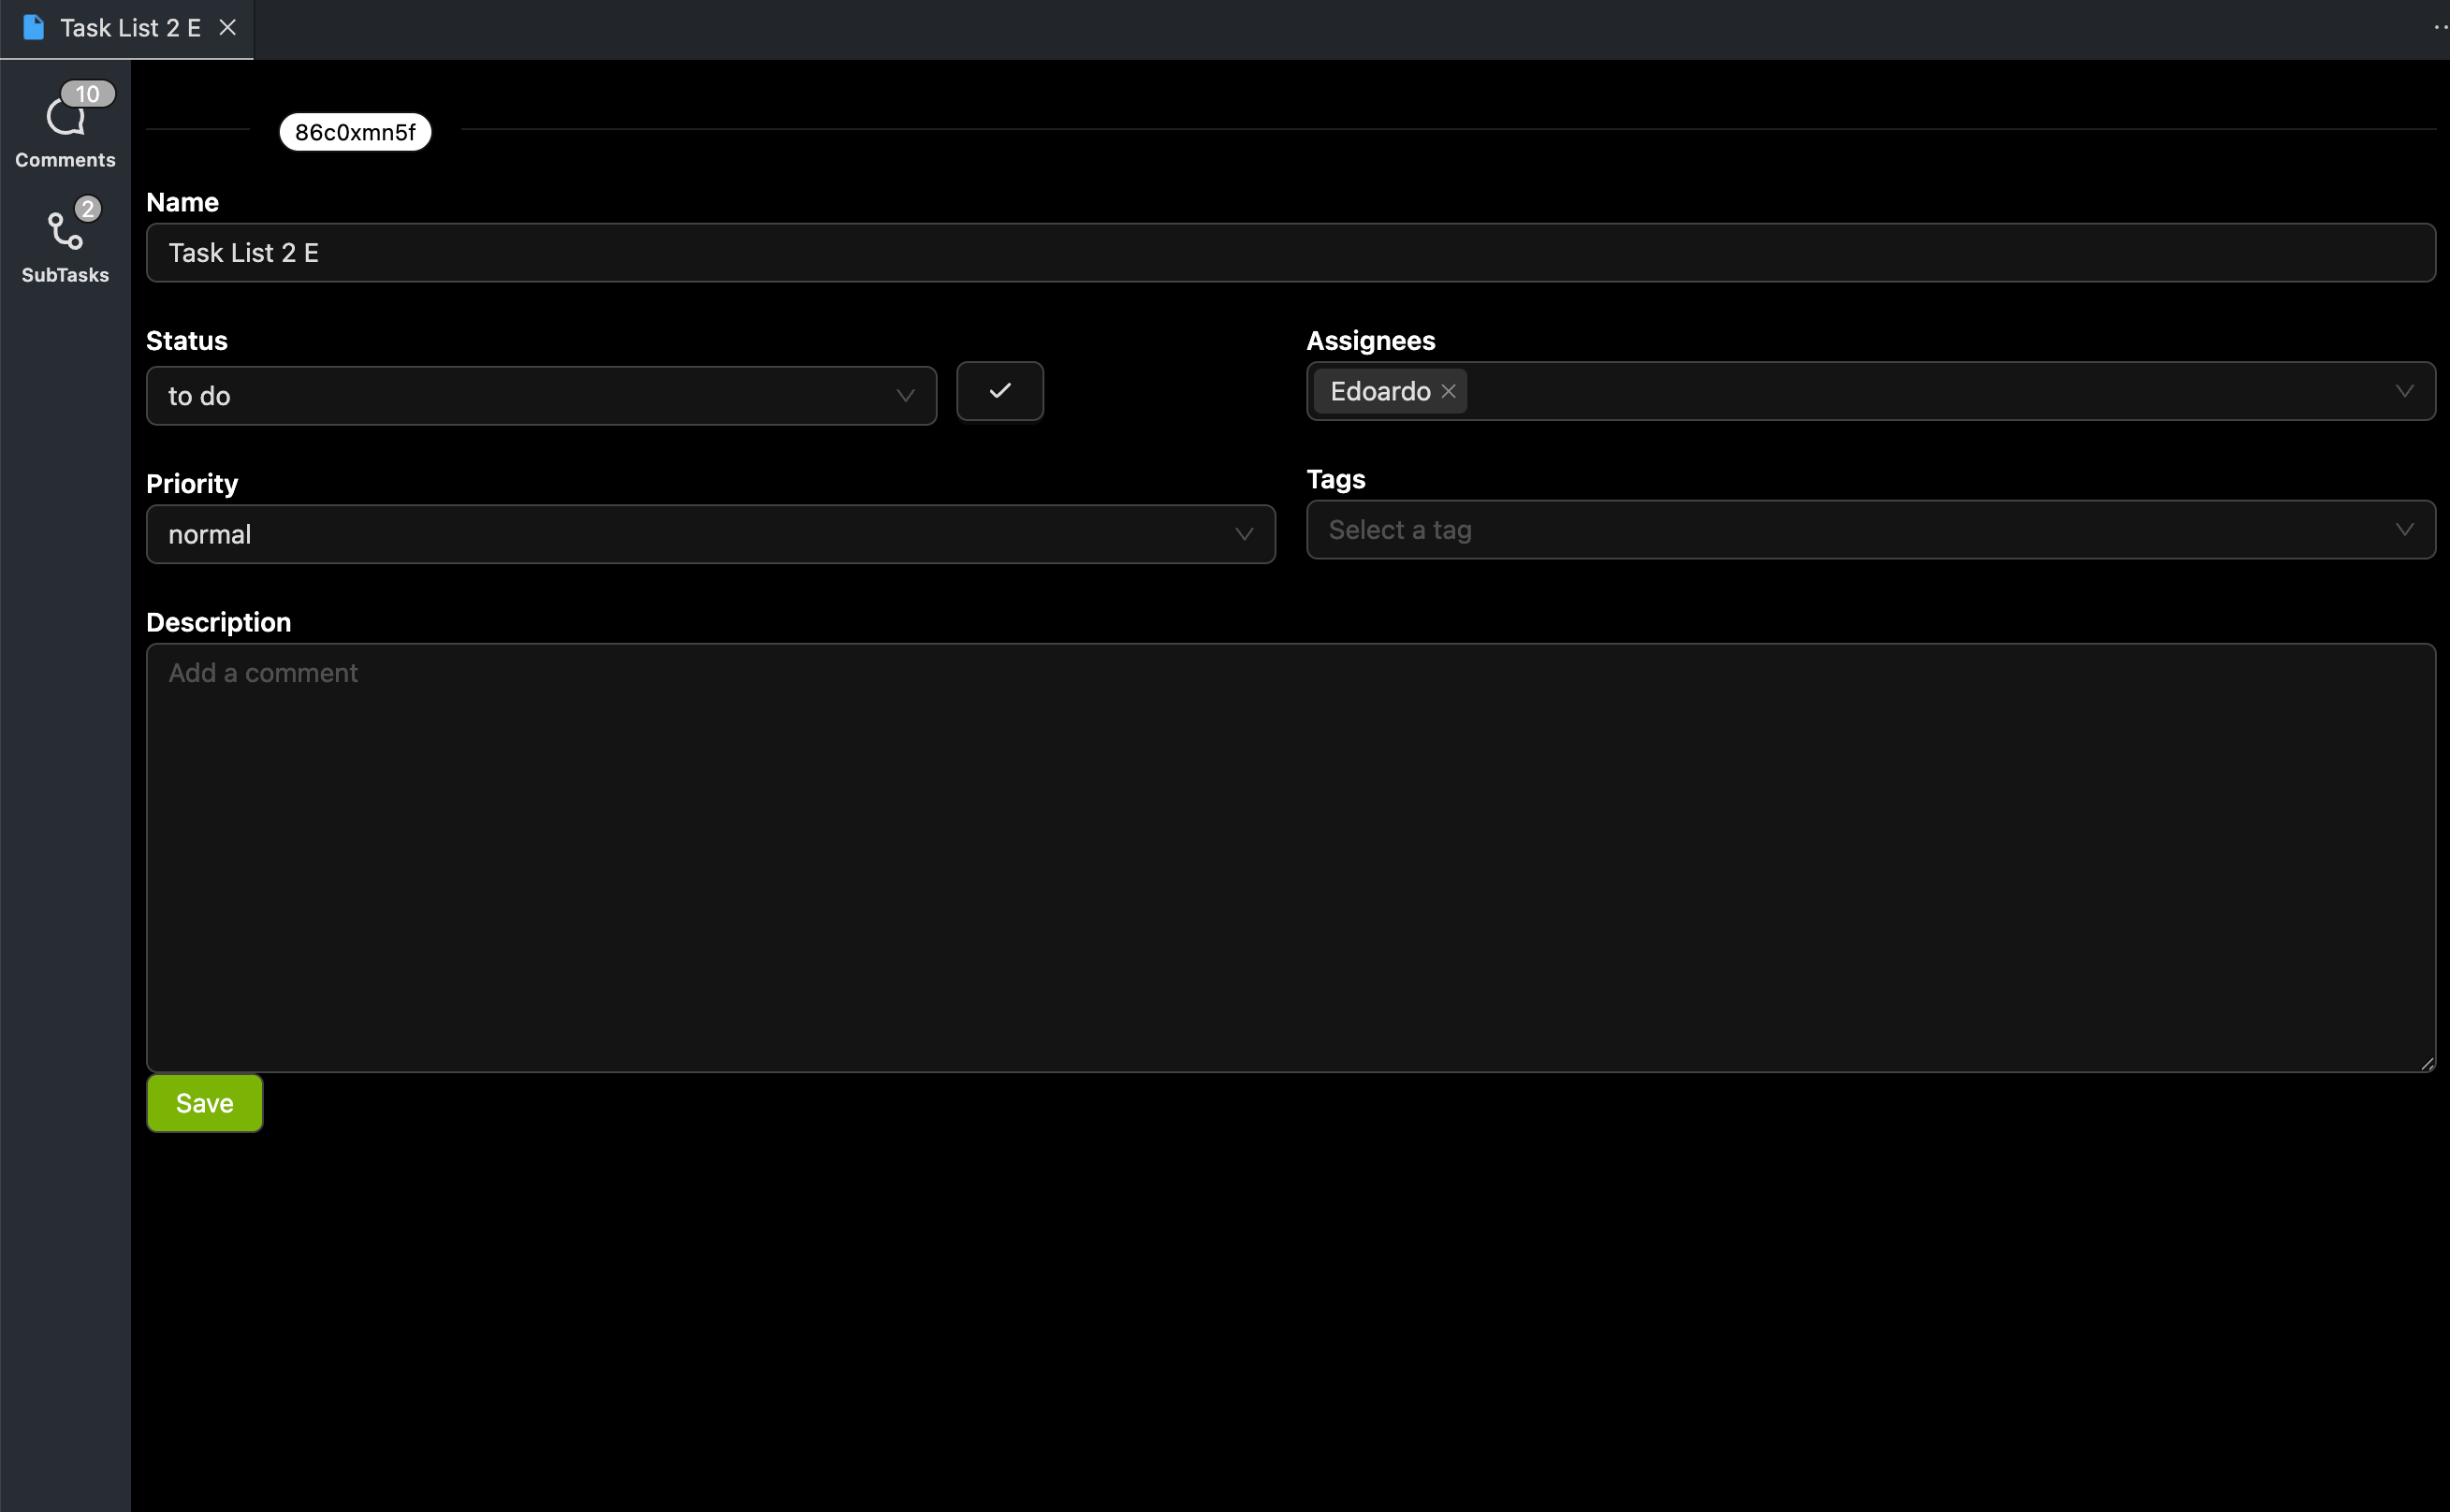 Task List 2 E
10
Comments
2
SubTasks
86c0xmn5f
Name
Task List 2 E
Status
to do
Assignees
Edoardo
Priority
normal
Tags
Select a tag
Description
Add a comment
Save